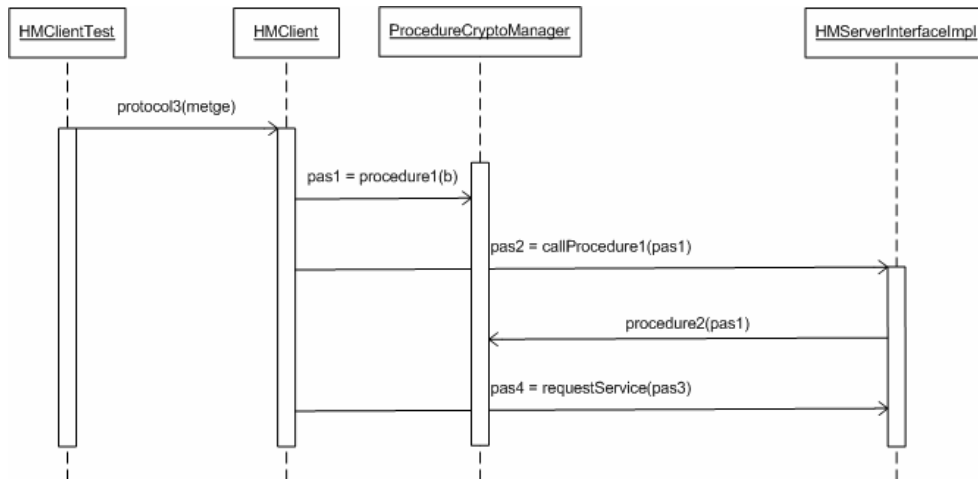 HMClientTest
HMClient
ProcedureCryptoManager
HMServerInterfaceImpl
protocol3(metge)
pas1 = procedure1(b)
pas2 = callProcedure1(pas1)
procedure2(pas1)
pas4 = requestService(pas3)